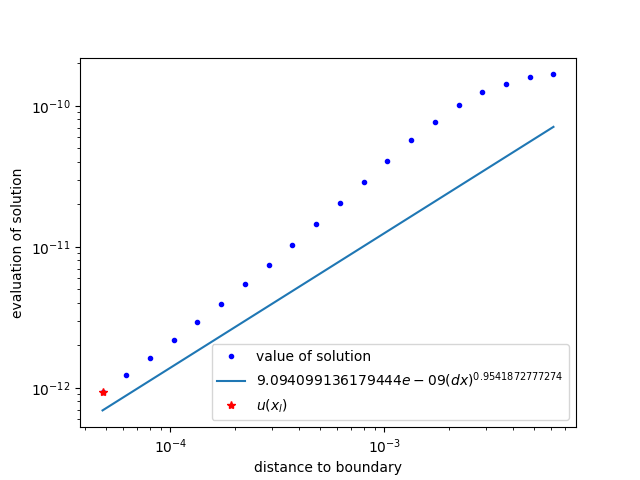 10⁻¹⁰
10⁻¹¹
10⁻¹²
evaluation of solution
value of solution
9.094099136179444e − 09(dx)^0.9541872777274
u(x_l)
10⁻⁴
10⁻³
distance to boundary